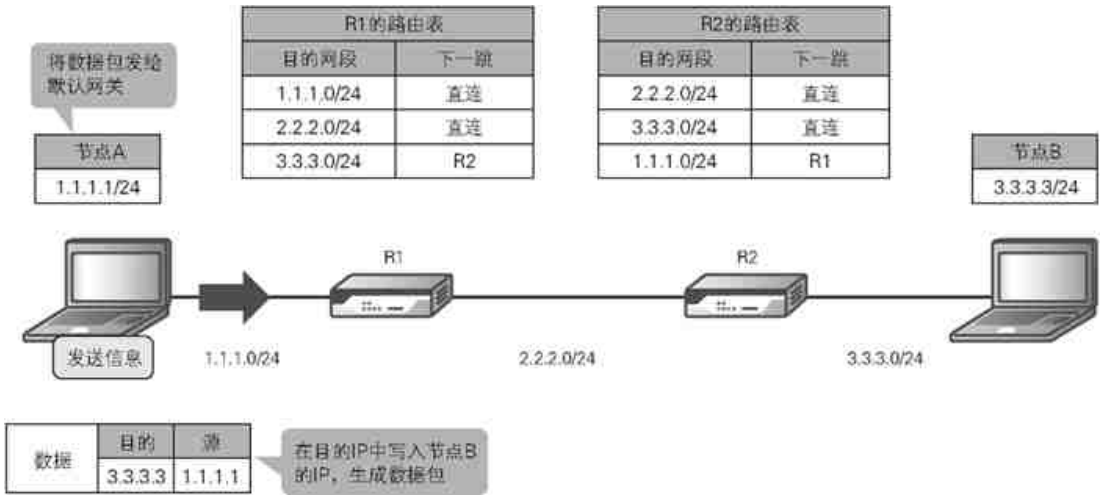 将数据包发给
默认网关
节点A
1.1.1.1/24
R1的路由表
目的网段 下一跳
1.1.1.0/24 直连
2.2.2.0/24 直连
3.3.3.0/24 R2
R2的路由表
目的网段 下一跳
2.2.2.0/24 直连
3.3.3.0/24 直连
1.1.1.0/24 R1
节点B
3.3.3.3/24
R1
R2
发送信息
1.1.1.0/24
2.2.2.0/24
3.3.3.0/24
数据
目的 源
3.3.3.3 1.1.1.1
在目的IP中写入节点B
的IP，生成数据包